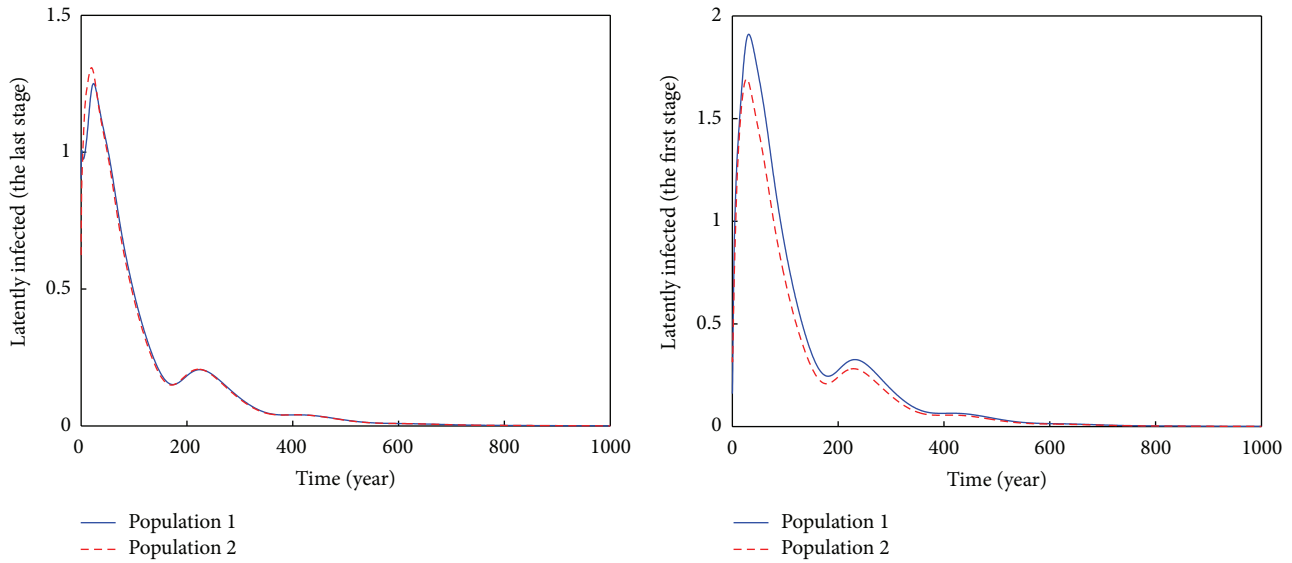 1.5
1
0.5
0
Latently infected (the last stage)
0 200 400 600 800 1000
Time (year)
Population 1
Population 2
2
1.5
1
0.5
0
Latently infected (the first stage)
0 200 400 600 800 1000
Time (year)
Population 1
Population 2